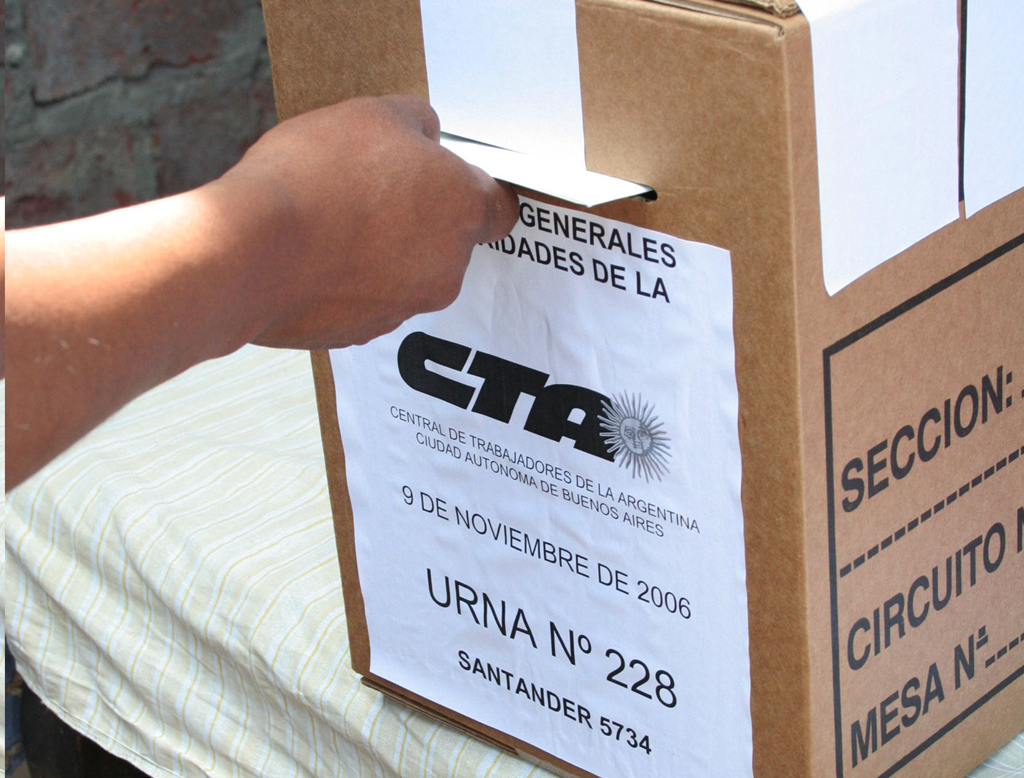 GENERALES
DE LA
CTA
CENTRAL DE TRABAJADORES DE LA ARGENTINA
CIUDAD AUTONOMA DE BUENOS AIRES
9 DE NOVIEMBRE DE 2006
URNA Nº 228
SANTANDER 5734
SECCION:
CIRCUITO
MESA Nº